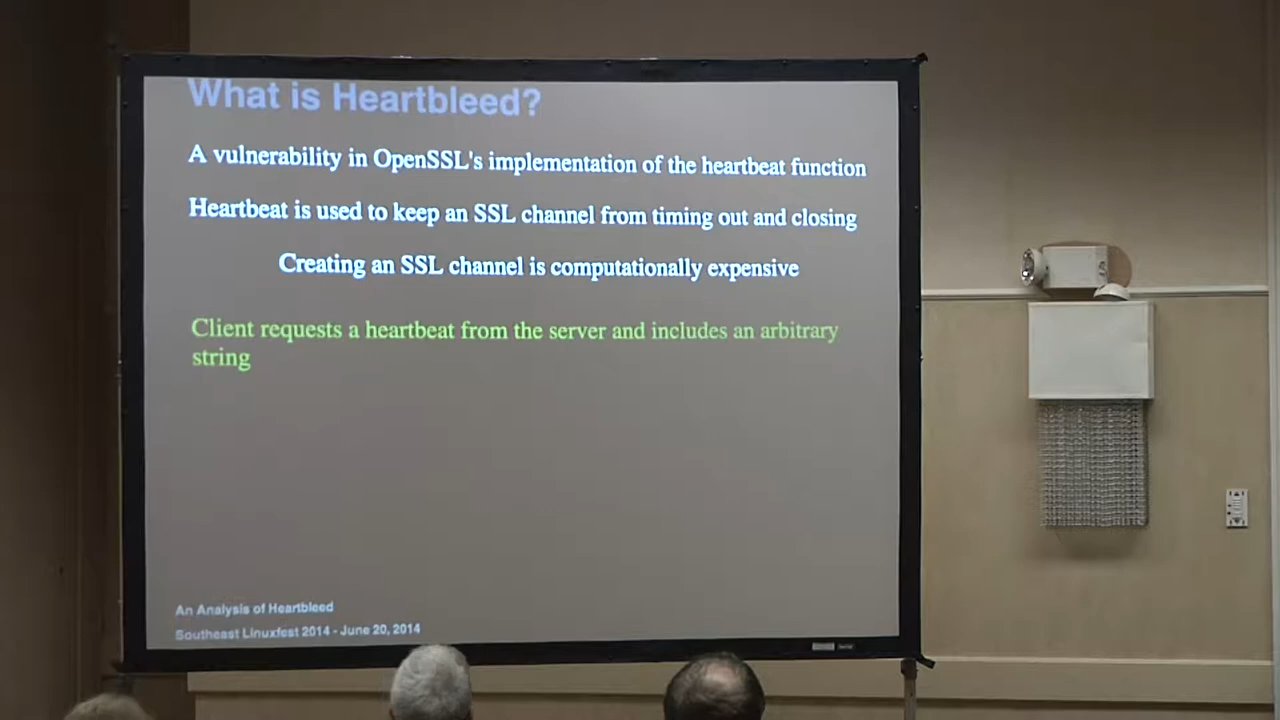 What is Heartbleed?
A vulnerability in OpenSSL's implementation of the heartbeat function
Heartbeat is used to keep an SSL channel from timing out and closing
Creating an SSL channel is computationally expensive
Client requests a heartbeat from the server and includes an arbitrary
string
An Analysis of Heartbleed
Southeast Linuxfest 2014 - June 20, 2014